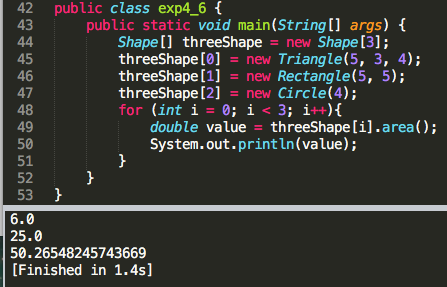 42 public class exp4_6 {
43     public static void main(String[] args) {
44         Shape[] threeShape = new Shape[3];
45         threeShape[0] = new Triangle(5, 3, 4);
46         threeShape[1] = new Rectangle(5, 5);
47         threeShape[2] = new Circle(4);
48         for (int i = 0; i < 3; i++){
49             double value = threeShape[i].area();
50             System.out.println(value);
51         }
52     }
53 }
6.0
25.0
50.26548245743669
[Finished in 1.4s]